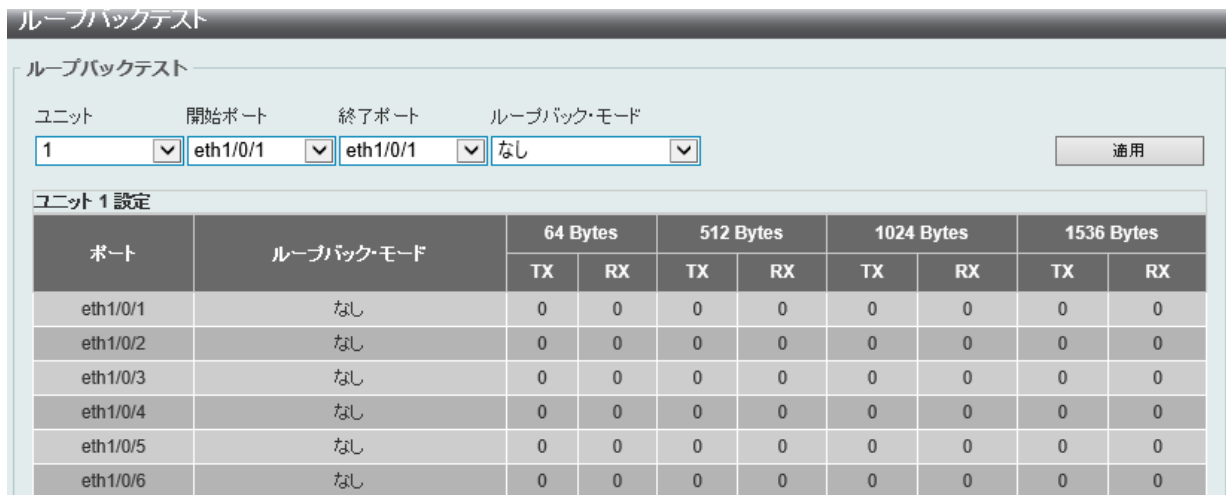 ループバックテスト
ループバックテスト
ユニット 開始ポート 終了ポート ループバック・モード
1 eth1/0/1 eth1/0/1 なし 適用
ユニット 1 設定
ポート ループバック・モード 64 Bytes 512 Bytes 1024 Bytes 1536 Bytes
TX RX TX RX TX RX TX RX
eth1/0/1 なし 0 0 0 0 0 0 0 0
eth1/0/2 なし 0 0 0 0 0 0 0 0
eth1/0/3 なし 0 0 0 0 0 0 0 0
eth1/0/4 なし 0 0 0 0 0 0 0 0
eth1/0/5 なし 0 0 0 0 0 0 0 0
eth1/0/6 なし 0 0 0 0 0 0 0 0